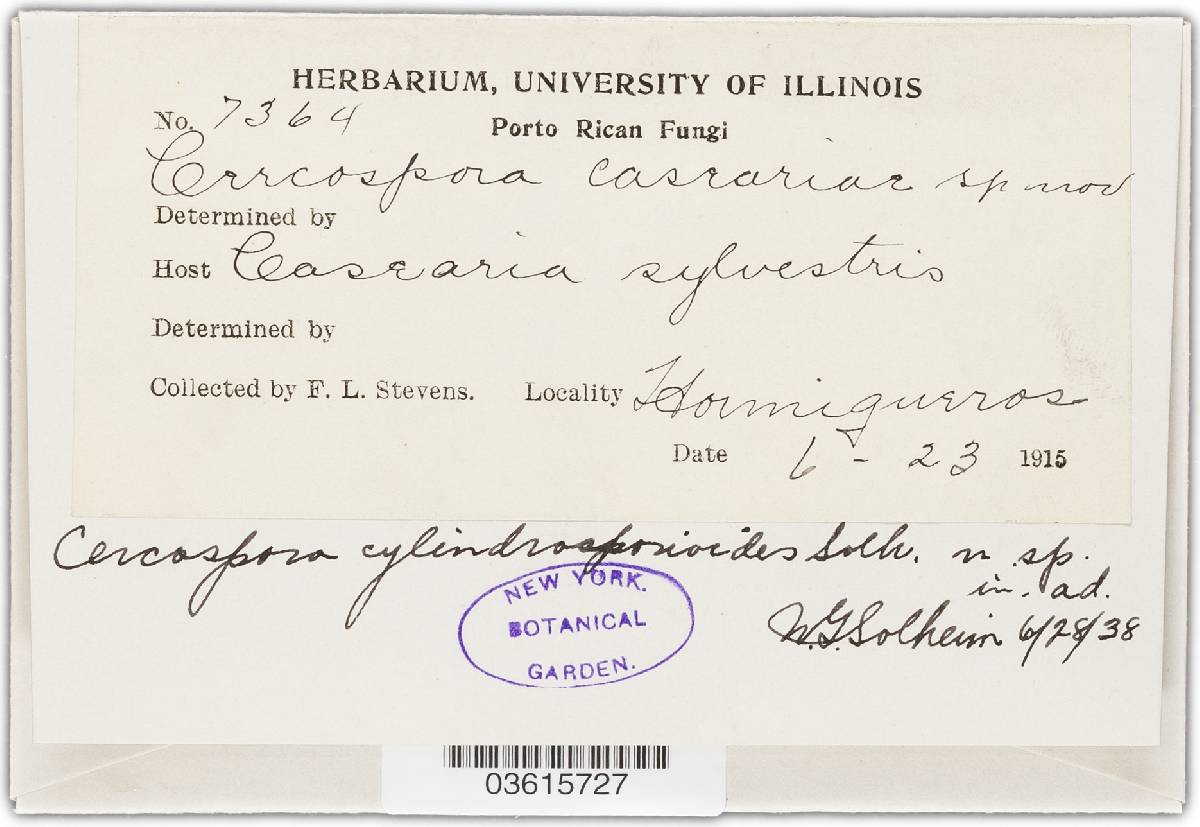 HERBARIUM, UNIVERSITY OF ILLINOIS
No. 7364
Porto Rican Fungi
Cercospora caseariae sp nov
Determined by
Host Casearia sylvestris
Determined by
Collected by F. L. Stevens. Locality Hormigueros
Date 6 - 23 1915
Cercospora cylindrosporioides Solh. n. sp.
in. ad.
W.G. Solheim 6/28/38
NEW YORK.
BOTANICAL
GARDEN.
03615727